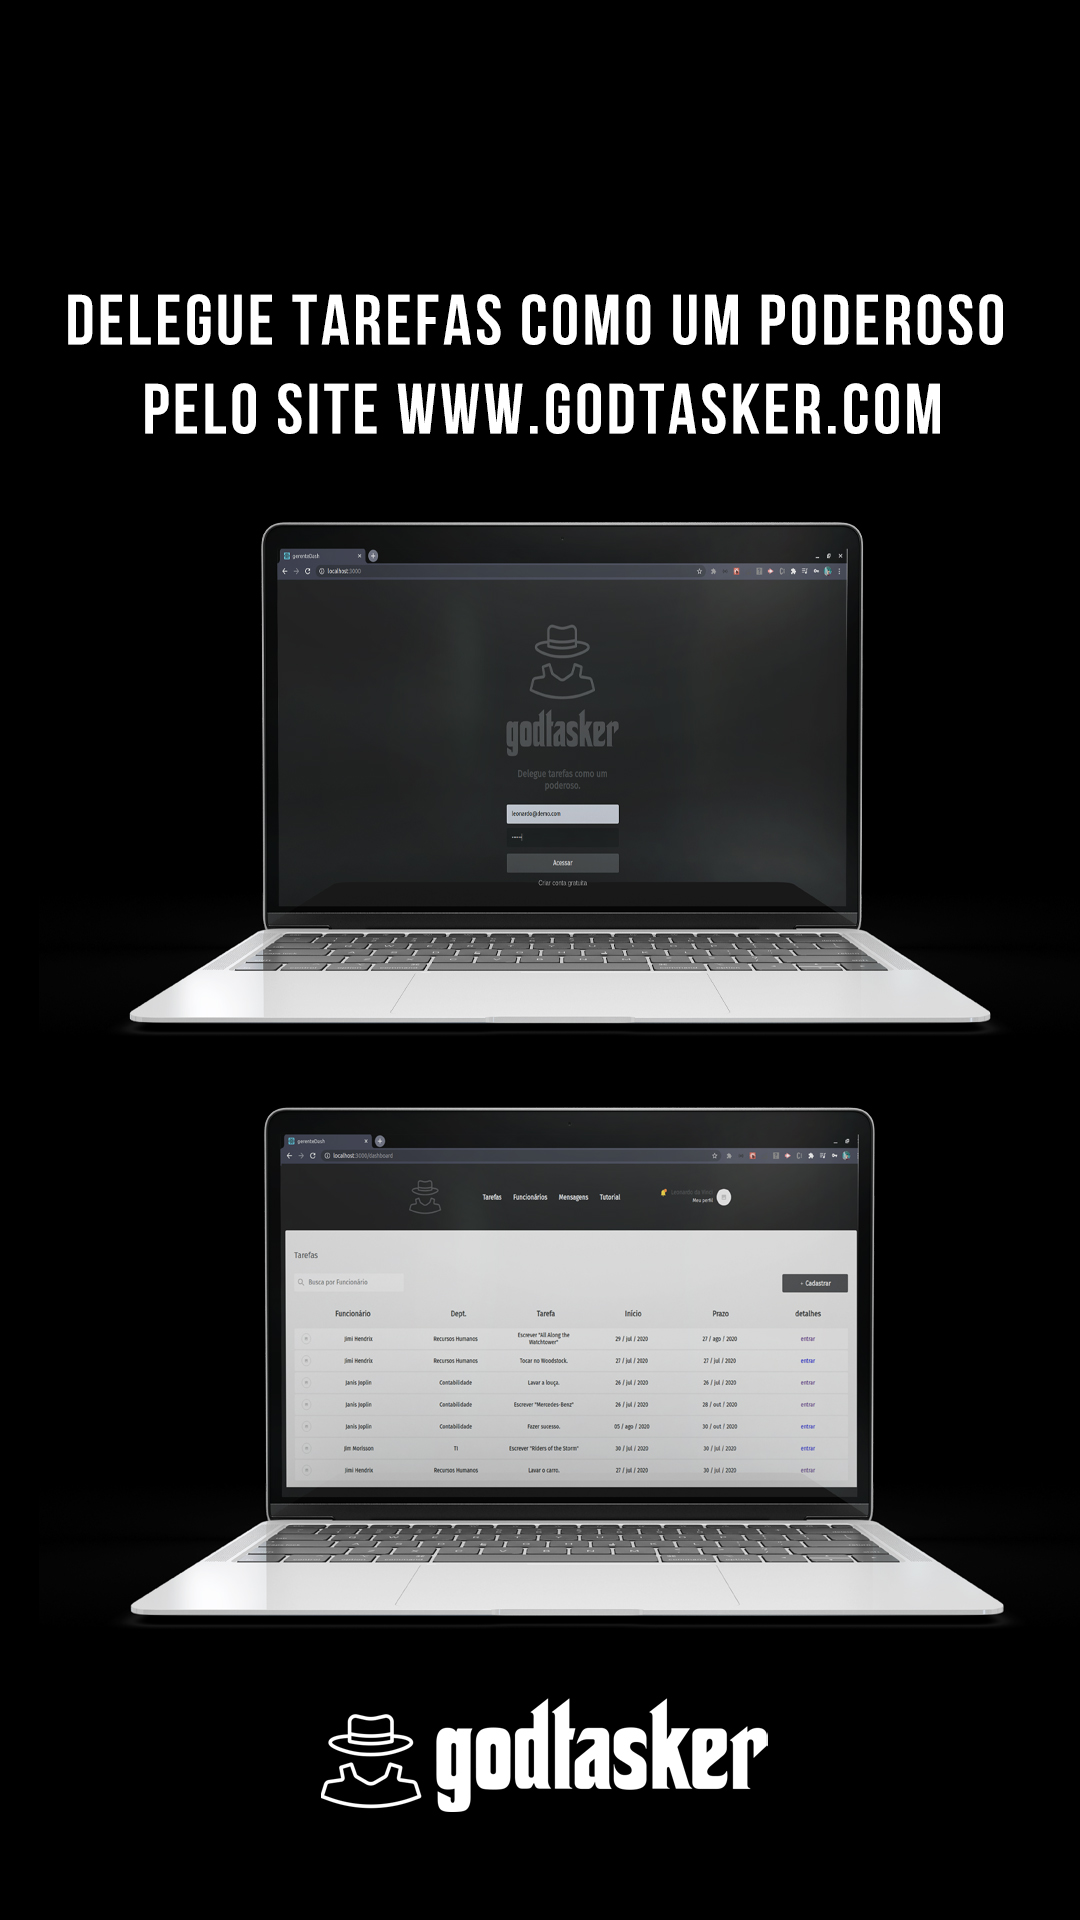 DELEGUE TAREFAS COMO UM PODEROSO
PELO SITE WWW.GODTASKER.COM
gerenteDash
localhost:3000
godtasker
Delegue tarefas como um
poderoso.
leonardo@demo.com
Acessar
Criar conta gratuita
gerenteDash
localhost:3000/dashboard
Tarefas Funcionários Mensagens Tutorial
Meu perfil
Tarefas
Busca por Funcionário
+ Cadastrar
Funcionário Dept. Tarefa Início Prazo detalhes
Jimi Hendrix Recursos Humanos Escrever "All Along the Watchtower" 29 / jul / 2020 27 / ago / 2020 entrar
Jimi Hendrix Recursos Humanos Tocar no Woodstock. 27 / jul / 2020 27 / jul / 2020 entrar
Janis Joplin Contabilidade Lavar a louça. 26 / jul / 2020 26 / jul / 2020 entrar
Janis Joplin Contabilidade Escrever "Mercedes-Benz" 26 / jul / 2020 28 / out / 2020 entrar
Janis Joplin Contabilidade Fazer sucesso. 05 / ago / 2020 30 / out / 2020 entrar
Jim Morisson TI Escrever "Riders of the Storm" 30 / jul / 2020 30 / jul / 2020 entrar
Jimi Hendrix Recursos Humanos Lavar o carro. 27 / jul / 2020 30 / jul / 2020 entrar
godtasker